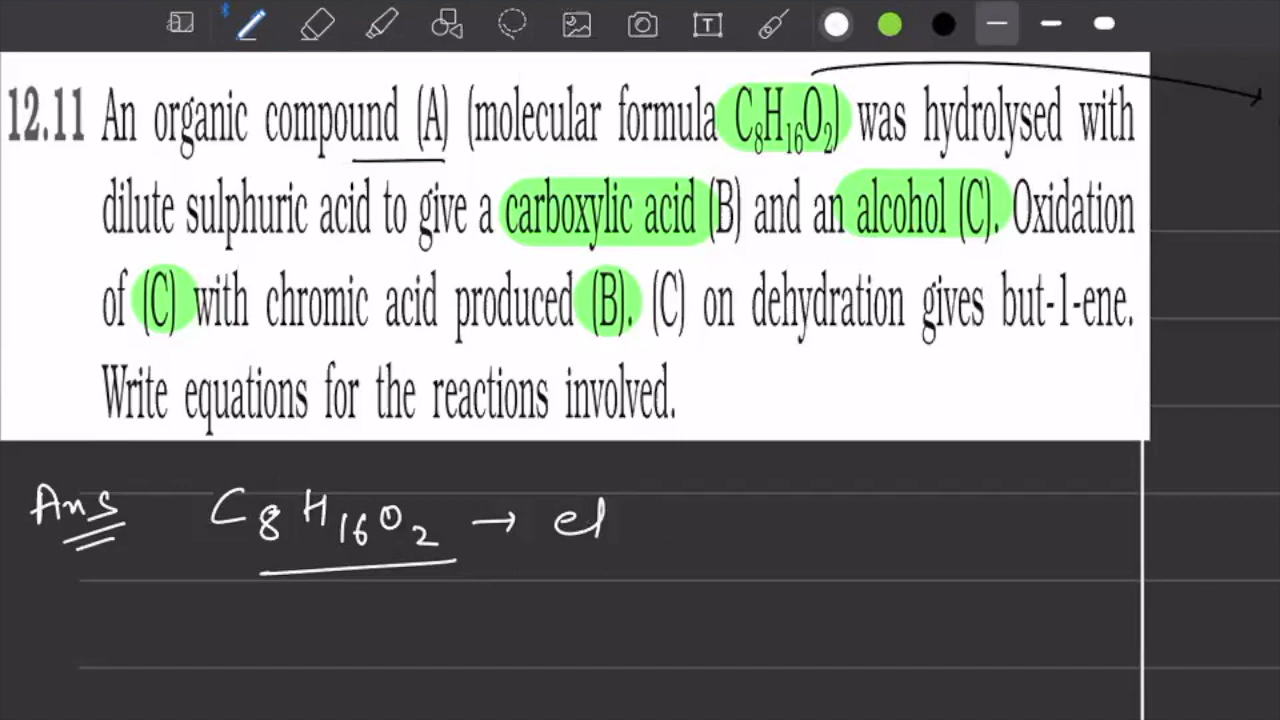 12.11 An organic compound (A) (molecular formula C₈H₁₆O₂) was hydrolysed with
dilute sulphuric acid to give a carboxylic acid (B) and an alcohol (C). Oxidation
of (C) with chromic acid produced (B). (C) on dehydration gives but-1-ene.
Write equations for the reactions involved.
Ans C₈H₁₆O₂ → el